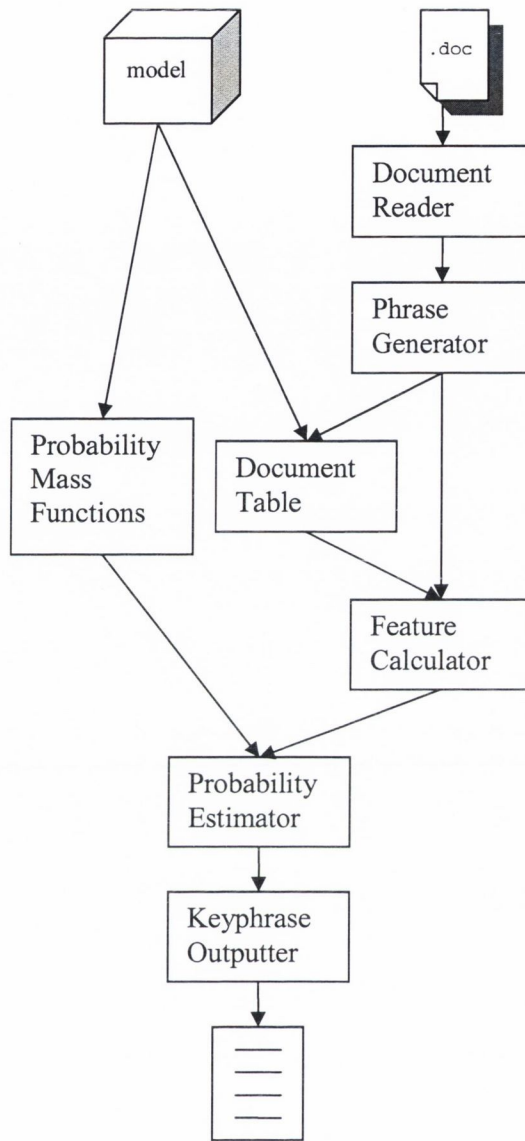 model
.doc
Document
Reader
Phrase
Generator
Probability
Mass
Functions
Document
Table
Feature
Calculator
Probability
Estimator
Keyphrase
Outputter